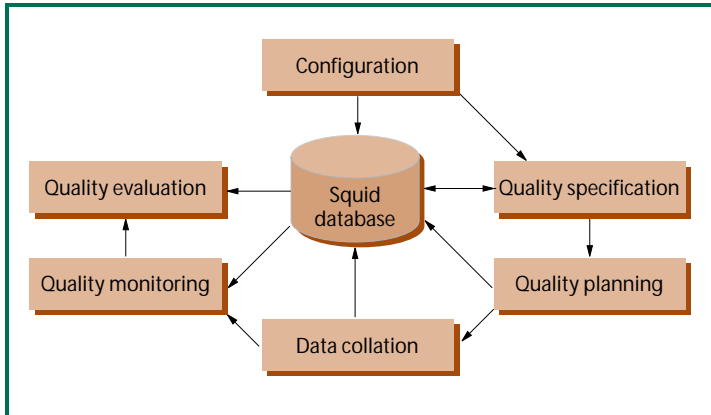 Configuration
Quality evaluation
Squid
database
Quality specification
Quality monitoring
Quality planning
Data collation